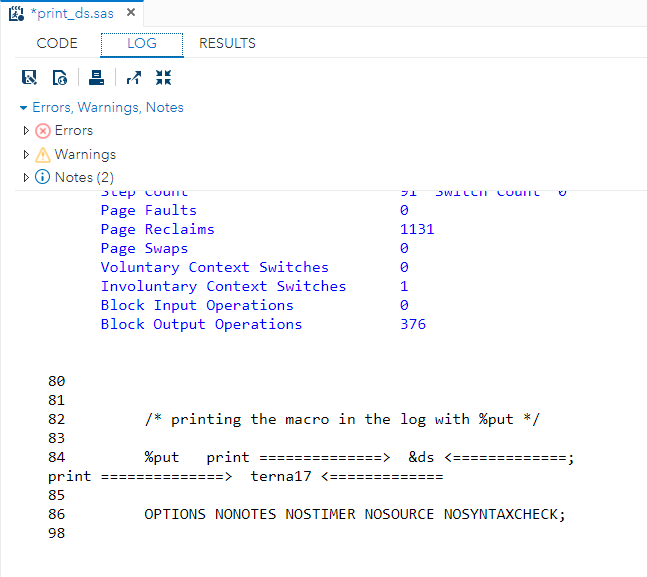 *print_ds.sas ×
CODE LOG RESULTS
Errors, Warnings, Notes
Errors
Warnings
Notes (2)
Step Count 91 Switch Count 0
Page Faults 0
Page Reclaims 1131
Page Swaps 0
Voluntary Context Switches 0
Involuntary Context Switches 1
Block Input Operations 0
Block Output Operations 376
80
81
82 /* printing the macro in the log with %put */
83
84 %put print ==============> &ds <=============;
print ==============> terna17 <=============
85
86 OPTIONS NONOTES NOSTIMER NOSOURCE NOSYNTAXCHECK;
98